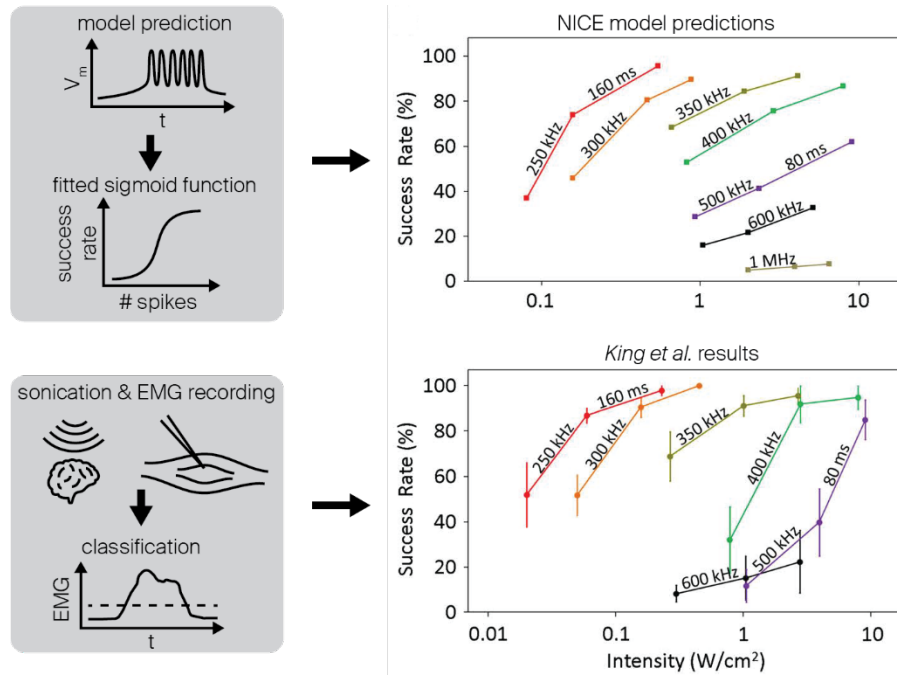 model prediction
Vm
t
fitted sigmoid function
success
rate
# spikes
NICE model predictions
Success Rate (%)
100
80
60
40
20
0
250 kHz
160 ms
300 kHz
350 kHz
400 kHz
500 kHz
80 ms
600 kHz
1 MHz
0.1
1
10
sonication & EMG recording
classification
EMG
t
King et al. results
Success Rate (%)
100
80
60
40
20
0
250 kHz
160 ms
300 kHz
350 kHz
400 kHz
80 ms
500 kHz
600 kHz
0.01
0.1
1
10
Intensity (W/cm²)